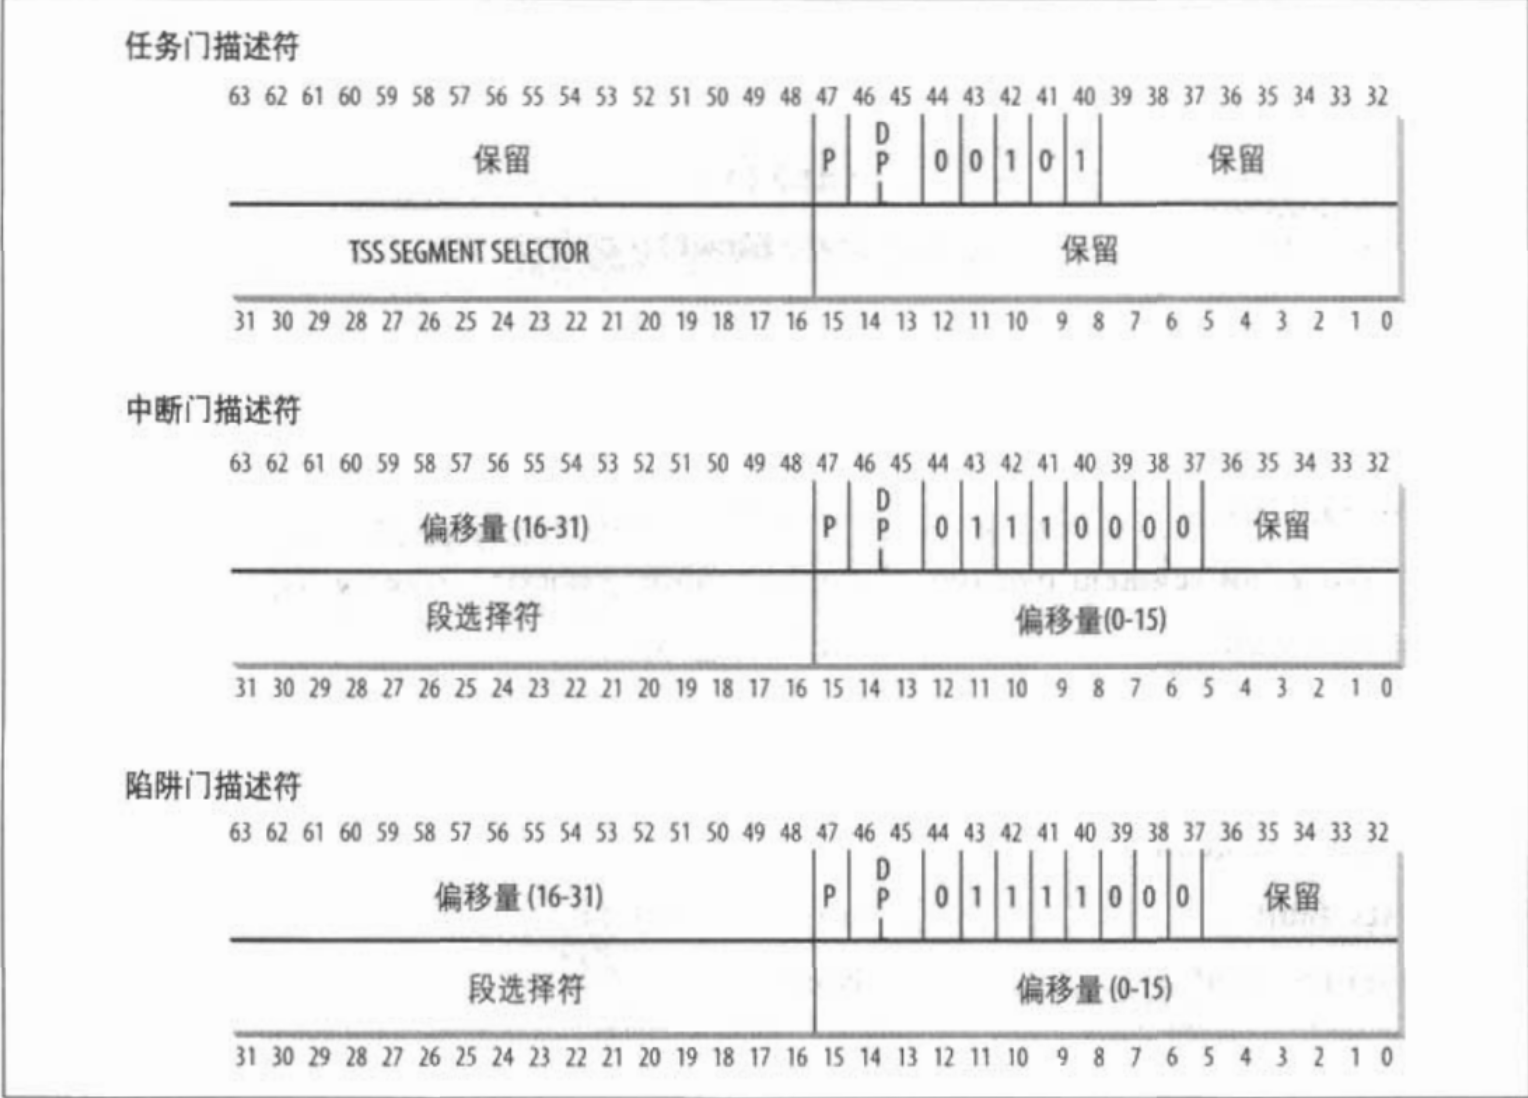 任务门描述符
63 62 61 60 59 58 57 56 55 54 53 52 51 50 49 48 47 46 45 44 43 42 41 40 39 38 37 36 35 34 33 32
保留 P DPL 0 0 1 0 1 保留
TSS SEGMENT SELECTOR 保留
31 30 29 28 27 26 25 24 23 22 21 20 19 18 17 16 15 14 13 12 11 10 9 8 7 6 5 4 3 2 1 0
中断门描述符
63 62 61 60 59 58 57 56 55 54 53 52 51 50 49 48 47 46 45 44 43 42 41 40 39 38 37 36 35 34 33 32
偏移量 (16-31) P DPL 0 1 1 1 0 0 0 0 保留
段选择符 偏移量(0-15)
31 30 29 28 27 26 25 24 23 22 21 20 19 18 17 16 15 14 13 12 11 10 9 8 7 6 5 4 3 2 1 0
陷阱门描述符
63 62 61 60 59 58 57 56 55 54 53 52 51 50 49 48 47 46 45 44 43 42 41 40 39 38 37 36 35 34 33 32
偏移量 (16-31) P DPL 0 1 1 1 1 0 0 0 保留
段选择符 偏移量 (0-15)
31 30 29 28 27 26 25 24 23 22 21 20 19 18 17 16 15 14 13 12 11 10 9 8 7 6 5 4 3 2 1 0